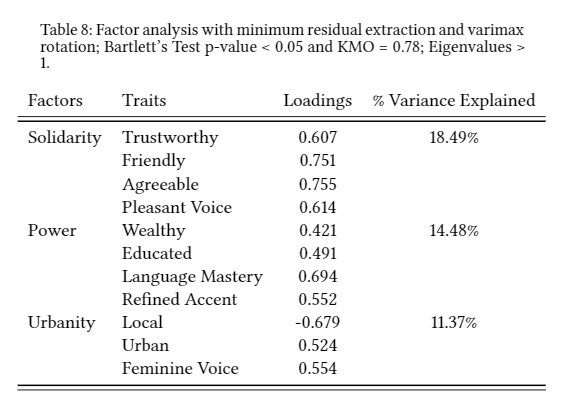 Table 8: Factor analysis with minimum residual extraction and varimax
rotation; Bartlett’s Test p-value < 0.05 and KMO = 0.78; Eigenvalues >
1.
Factors Traits Loadings % Variance Explained
Solidarity Trustworthy 0.607 18.49%
Friendly 0.751
Agreeable 0.755
Pleasant Voice 0.614
Power Wealthy 0.421 14.48%
Educated 0.491
Language Mastery 0.694
Refined Accent 0.552
Urbanity Local -0.679 11.37%
Urban 0.524
Feminine Voice 0.554